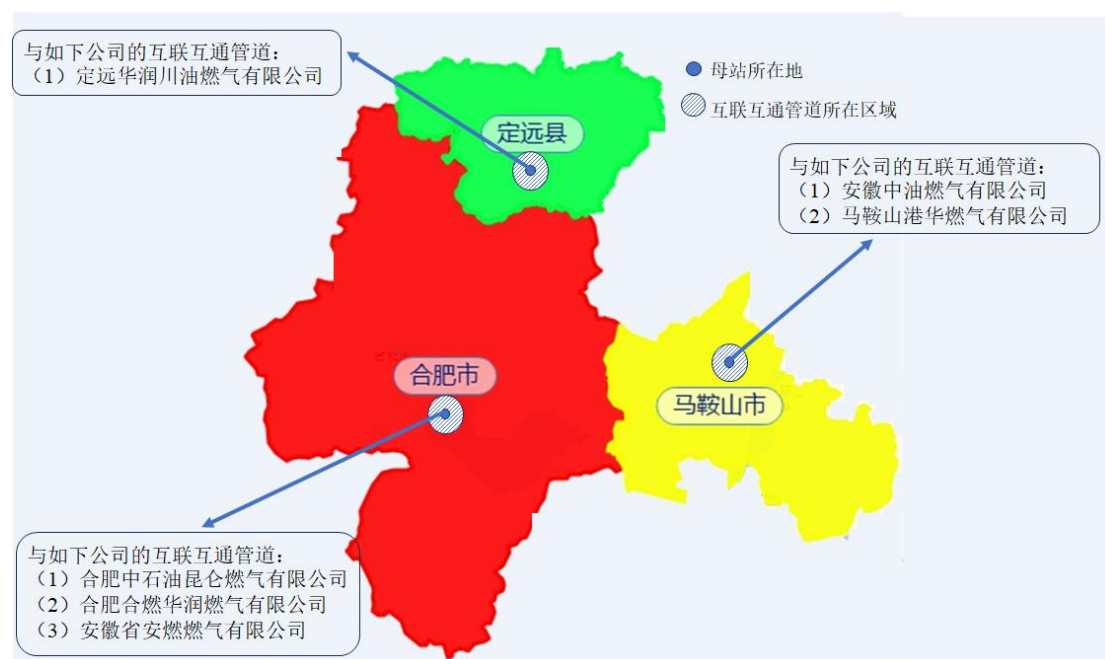 与如下公司的互联互通管道:
（1）定远华润川油燃气有限公司
母站所在地
互联互通管道所在区域
定远县
与如下公司的互联互通管道:
（1）安徽中油燃气有限公司
（2）马鞍山港华燃气有限公司
合肥市
马鞍山市
与如下公司的互联互通管道:
（1）合肥中石油昆仑燃气有限公司
（2）合肥合燃华润燃气有限公司
（3）安徽省安燃燃气有限公司